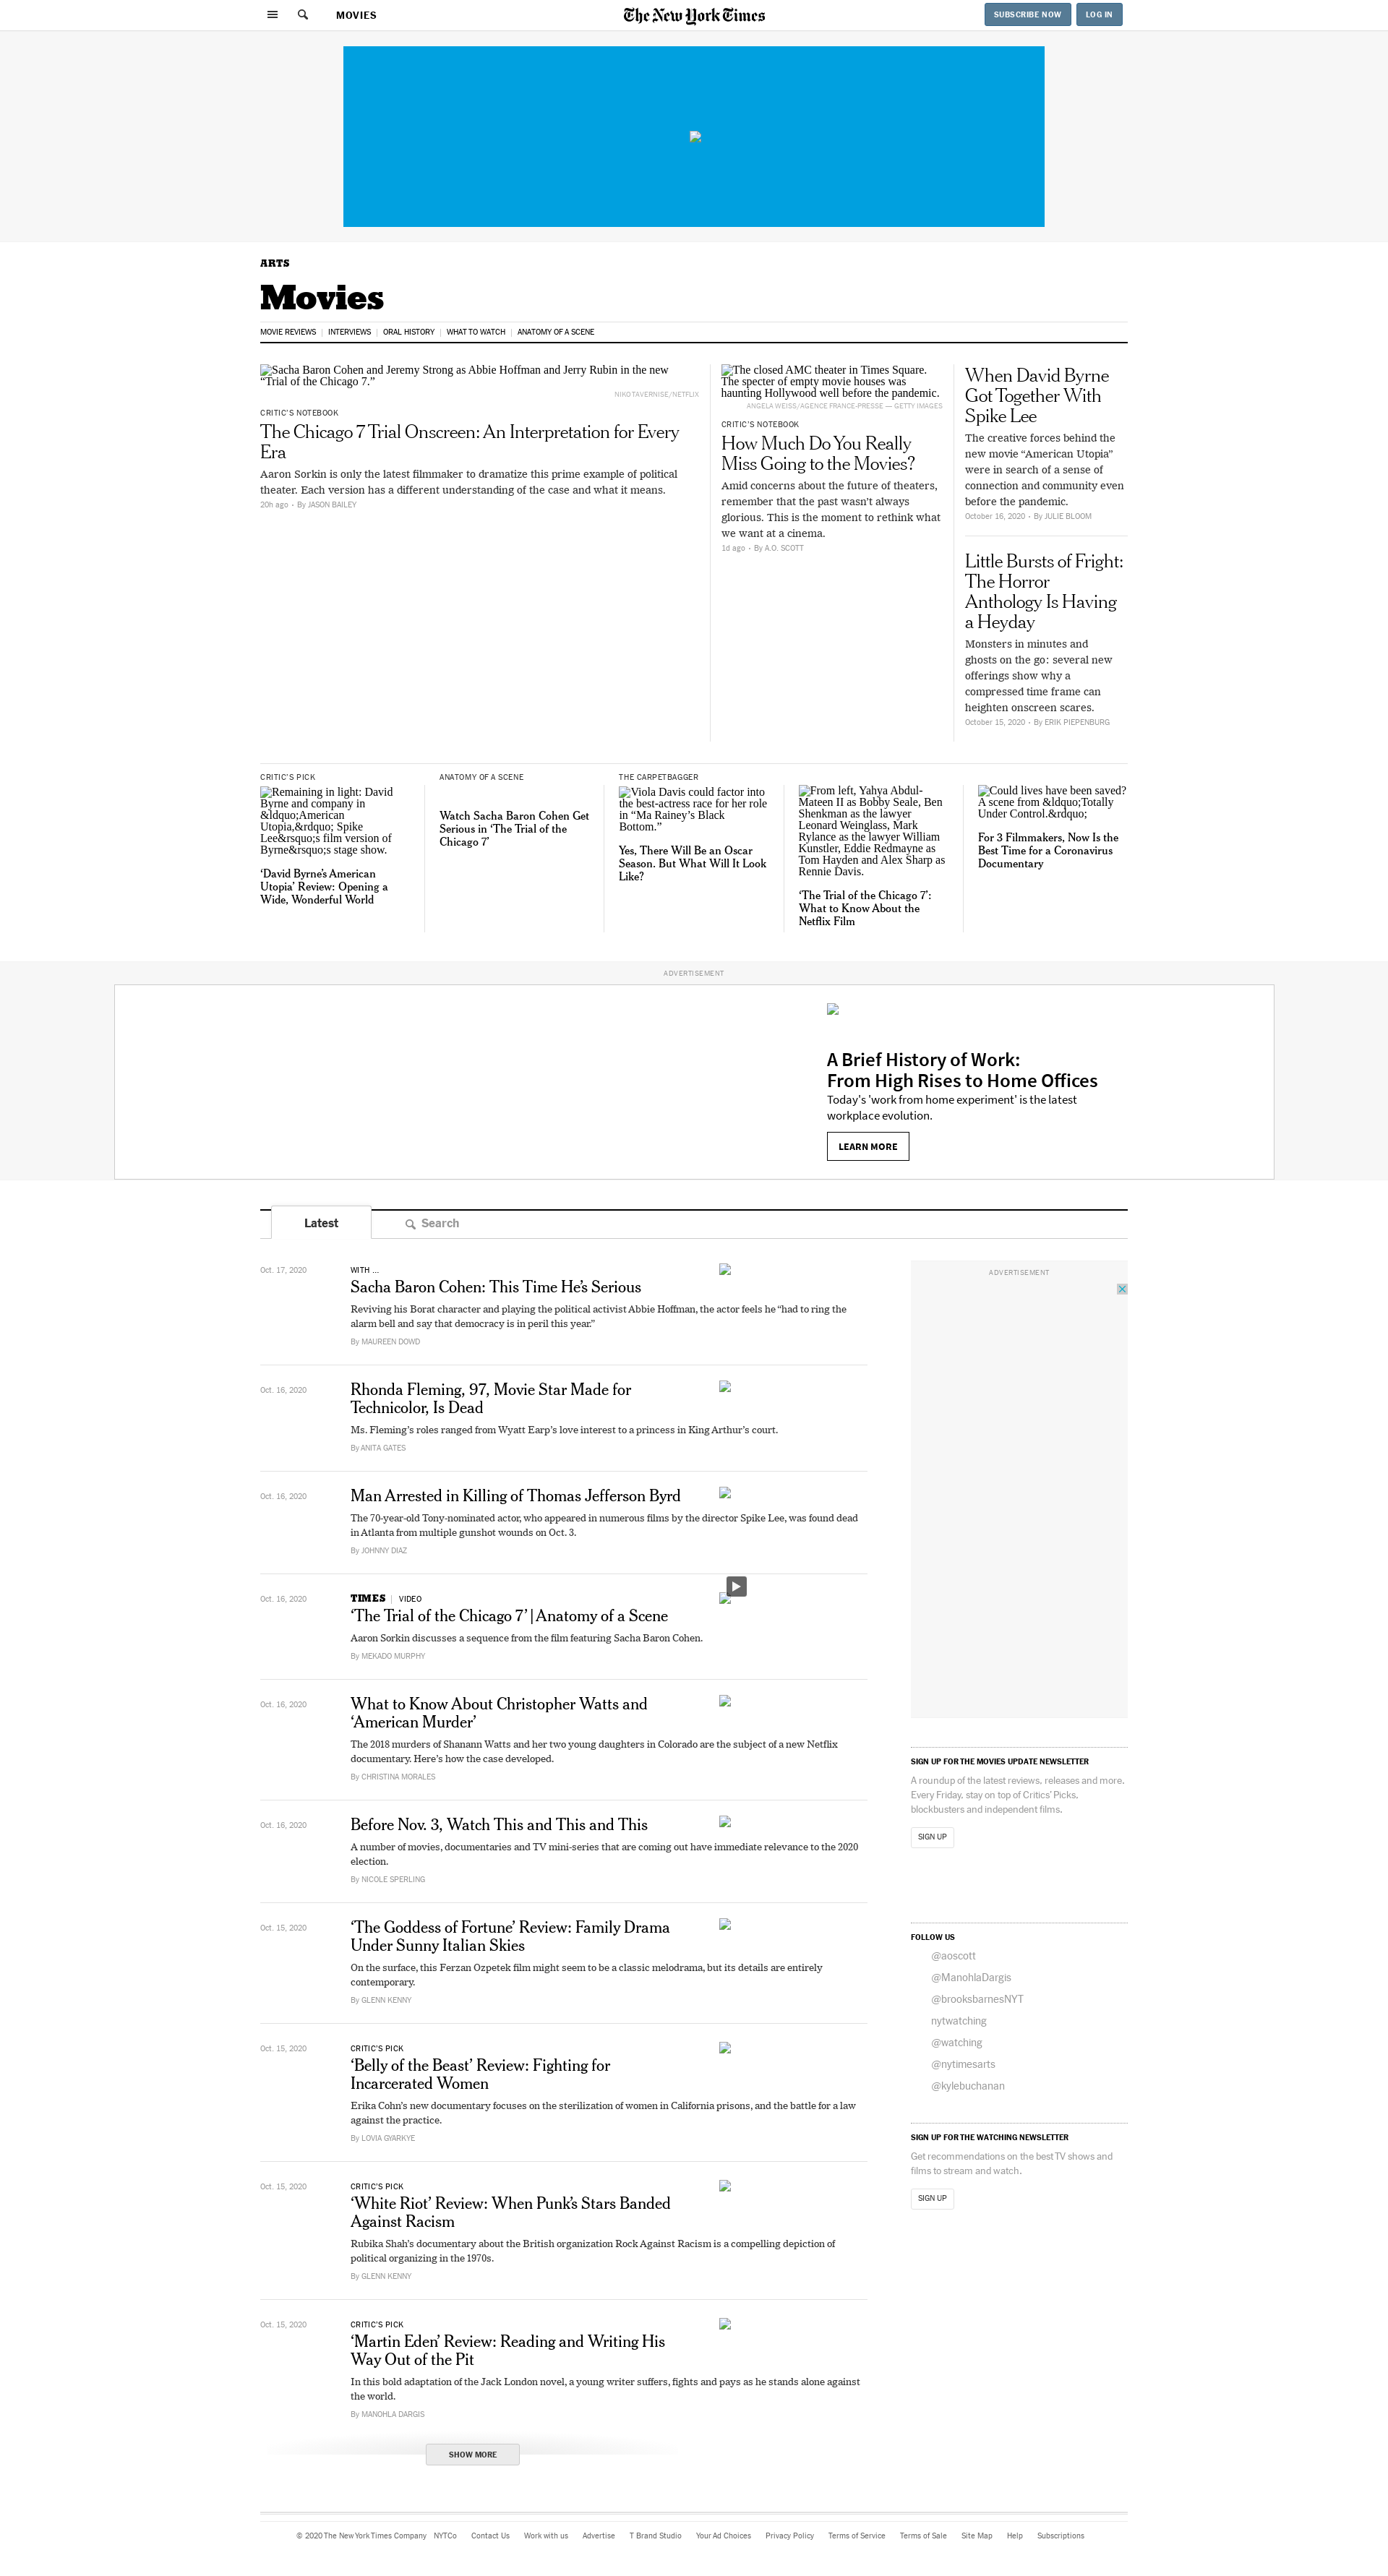 MOVIES
The New York Times
SUBSCRIBE NOW
LOG IN
ARTS
Movies
MOVIE REVIEWS
INTERVIEWS
ORAL HISTORY
WHAT TO WATCH
ANATOMY OF A SCENE
Sacha Baron Cohen and Jeremy Strong as Abbie Hoffman and Jerry Rubin in the new
“Trial of the Chicago 7.”
NIKO TAVERNISE/NETFLIX
CRITIC’S NOTEBOOK
The Chicago 7 Trial Onscreen: An Interpretation for Every
Era
Aaron Sorkin is only the latest filmmaker to dramatize this prime example of political
theater. Each version has a different understanding of the case and what it means.
20h ago • By JASON BAILEY
The closed AMC theater in Times Square.
The specter of empty movie houses was
haunting Hollywood well before the pandemic.
ANGELA WEISS/AGENCE FRANCE-PRESSE — GETTY IMAGES
CRITIC’S NOTEBOOK
How Much Do You Really
Miss Going to the Movies?
Amid concerns about the future of theaters,
remember that the past wasn’t always
glorious. This is the moment to rethink what
we want at a cinema.
1d ago • By A.O. SCOTT
When David Byrne
Got Together With
Spike Lee
The creative forces behind the
new movie “American Utopia”
were in search of a sense of
connection and community even
before the pandemic.
October 16, 2020 • By JULIE BLOOM
Little Bursts of Fright:
The Horror
Anthology Is Having
a Heyday
Monsters in minutes and
ghosts on the go: several new
offerings show why a
compressed time frame can
heighten onscreen scares.
October 15, 2020 • By ERIK PIEPENBURG
CRITIC’S PICK
Remaining in light: David
Byrne and company in
&ldquo;American
Utopia,&rdquo; Spike
Lee&rsquo;s film version of
Byrne&rsquo;s stage show.
‘David Byrne’s American
Utopia’ Review: Opening a
Wide, Wonderful World
ANATOMY OF A SCENE
Watch Sacha Baron Cohen Get
Serious in ‘The Trial of the
Chicago 7’
THE CARPETBAGGER
Viola Davis could factor into
the best-actress race for her role
in “Ma Rainey’s Black
Bottom.”
Yes, There Will Be an Oscar
Season. But What Will It Look
Like?
From left, Yahya Abdul-
Mateen II as Bobby Seale, Ben
Shenkman as the lawyer
Leonard Weinglass, Mark
Rylance as the lawyer William
Kunstler, Eddie Redmayne as
Tom Hayden and Alex Sharp as
Rennie Davis.
‘The Trial of the Chicago 7’:
What to Know About the
Netflix Film
Could lives have been saved?
A scene from &ldquo;Totally
Under Control.&rdquo;
For 3 Filmmakers, Now Is the
Best Time for a Coronavirus
Documentary
ADVERTISEMENT
A Brief History of Work:
From High Rises to Home Offices
Today's 'work from home experiment' is the latest
workplace evolution.
LEARN MORE
Latest
Search
Oct. 17, 2020
WITH ...
Sacha Baron Cohen: This Time He’s Serious
Reviving his Borat character and playing the political activist Abbie Hoffman, the actor feels he “had to ring the
alarm bell and say that democracy is in peril this year.”
By MAUREEN DOWD
Oct. 16, 2020
Rhonda Fleming, 97, Movie Star Made for
Technicolor, Is Dead
Ms. Fleming’s roles ranged from Wyatt Earp’s love interest to a princess in King Arthur’s court.
By ANITA GATES
Oct. 16, 2020
Man Arrested in Killing of Thomas Jefferson Byrd
The 70-year-old Tony-nominated actor, who appeared in numerous films by the director Spike Lee, was found dead
in Atlanta from multiple gunshot wounds on Oct. 3.
By JOHNNY DIAZ
Oct. 16, 2020
TIMES | VIDEO
‘The Trial of the Chicago 7’ | Anatomy of a Scene
Aaron Sorkin discusses a sequence from the film featuring Sacha Baron Cohen.
By MEKADO MURPHY
Oct. 16, 2020
What to Know About Christopher Watts and
‘American Murder’
The 2018 murders of Shanann Watts and her two young daughters in Colorado are the subject of a new Netflix
documentary. Here’s how the case developed.
By CHRISTINA MORALES
Oct. 16, 2020
Before Nov. 3, Watch This and This and This
A number of movies, documentaries and TV mini-series that are coming out have immediate relevance to the 2020
election.
By NICOLE SPERLING
Oct. 15, 2020
‘The Goddess of Fortune’ Review: Family Drama
Under Sunny Italian Skies
On the surface, this Ferzan Ozpetek film might seem to be a classic melodrama, but its details are entirely
contemporary.
By GLENN KENNY
Oct. 15, 2020
CRITIC’S PICK
‘Belly of the Beast’ Review: Fighting for
Incarcerated Women
Erika Cohn’s new documentary focuses on the sterilization of women in California prisons, and the battle for a law
against the practice.
By LOVIA GYARKYE
Oct. 15, 2020
CRITIC’S PICK
‘White Riot’ Review: When Punk’s Stars Banded
Against Racism
Rubika Shah’s documentary about the British organization Rock Against Racism is a compelling depiction of
political organizing in the 1970s.
By GLENN KENNY
Oct. 15, 2020
CRITIC’S PICK
‘Martin Eden’ Review: Reading and Writing His
Way Out of the Pit
In this bold adaptation of the Jack London novel, a young writer suffers, fights and pays as he stands alone against
the world.
By MANOHLA DARGIS
SHOW MORE
ADVERTISEMENT
SIGN UP FOR THE MOVIES UPDATE NEWSLETTER
A roundup of the latest reviews, releases and more.
Every Friday, stay on top of Critics’ Picks,
blockbusters and independent films.
SIGN UP
FOLLOW US
@aoscott
@ManohlaDargis
@brooksbarnesNYT
nytwatching
@watching
@nytimesarts
@kylebuchanan
SIGN UP FOR THE WATCHING NEWSLETTER
Get recommendations on the best TV shows and
films to stream and watch.
SIGN UP
© 2020 The New York Times Company NYTCo Contact Us Work with us Advertise T Brand Studio Your Ad Choices Privacy Policy Terms of Service Terms of Sale Site Map Help Subscriptions